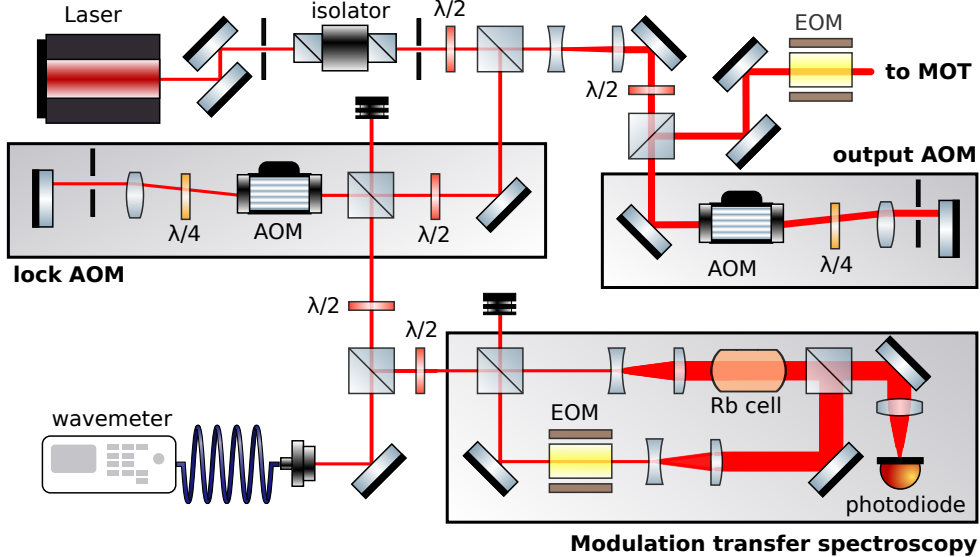 Laser
isolator
λ/2
EOM
to MOT
λ/2
output AOM
λ/4
AOM
λ/2
lock AOM
AOM
λ/4
λ/2
λ/2
wavemeter
EOM
Rb cell
photodiode
Modulation transfer spectroscopy